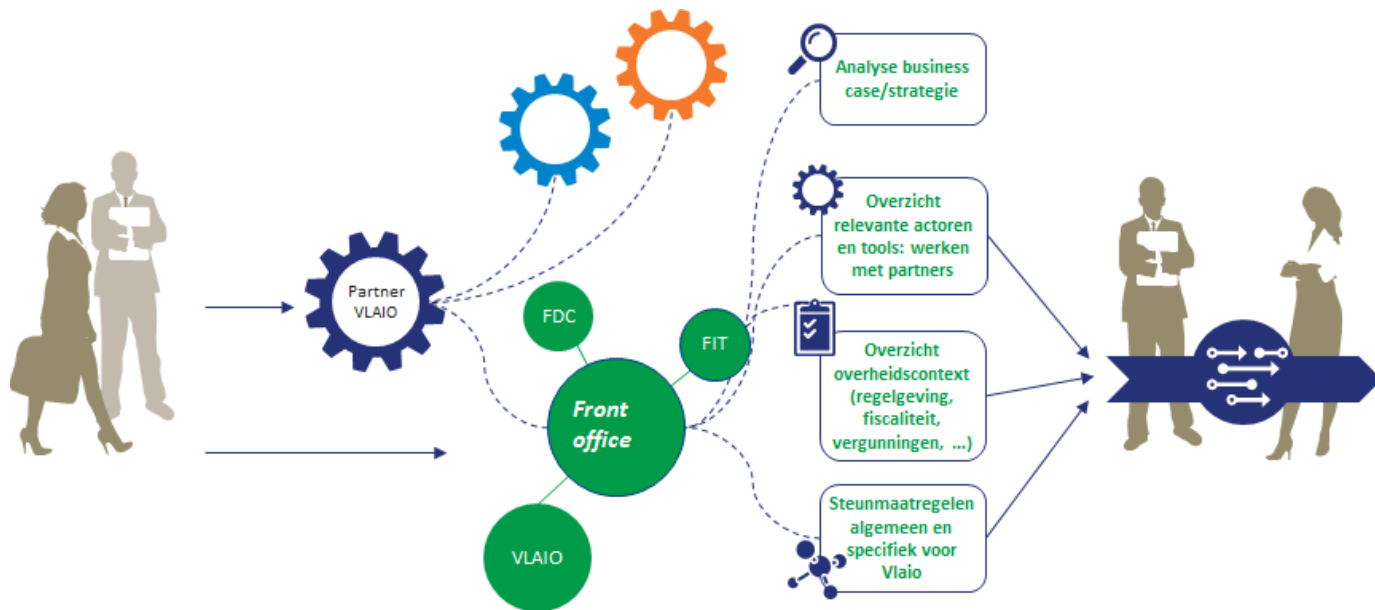 Analyse business
case/strategie
Overzicht
relevante actoren
en tools: werken
met partners
Partner
VLAIO
FDC
FIT
Overzicht
overheidscontext
(regelgeving,
fiscaliteit,
vergunningen, ...)
Front
office
Steunmaatregelen
algemeen en
specifiek voor
Vlaio
VLAIO